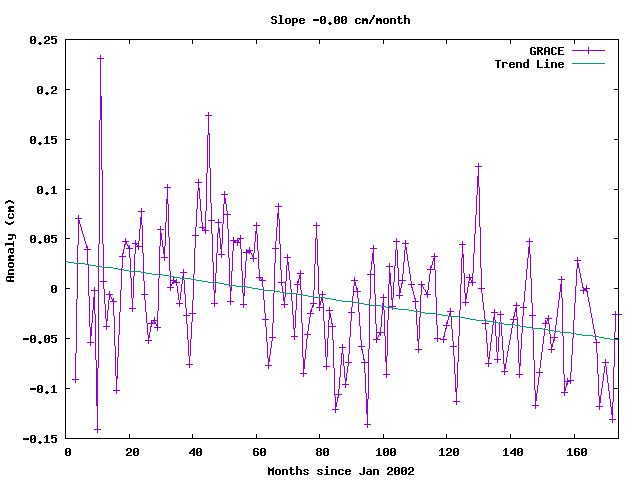 Slope -0.00 cm/month
GRACE
Trend Line
0.25
0.2
0.15
0.1
0.05
0
-0.05
-0.1
-0.15
Anomaly (cm)
0 20 40 60 80 100 120 140 160
Months since Jan 2002